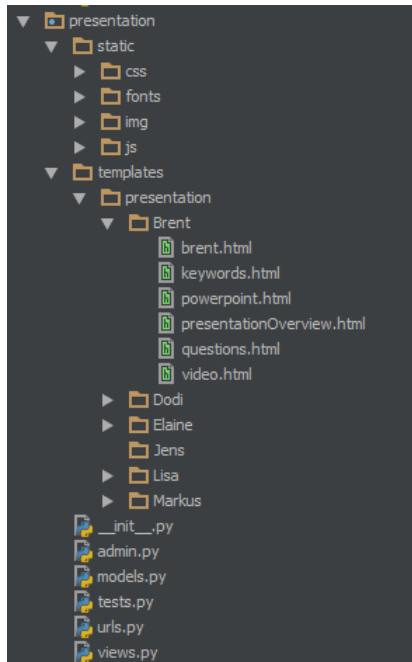 presentation
static
css
fonts
img
js
templates
presentation
Brent
brent.html
keywords.html
powerpoint.html
presentationOverview.html
questions.html
video.html
Dodi
Elaine
Jens
Lisa
Markus
__init__.py
admin.py
models.py
tests.py
urls.py
views.py